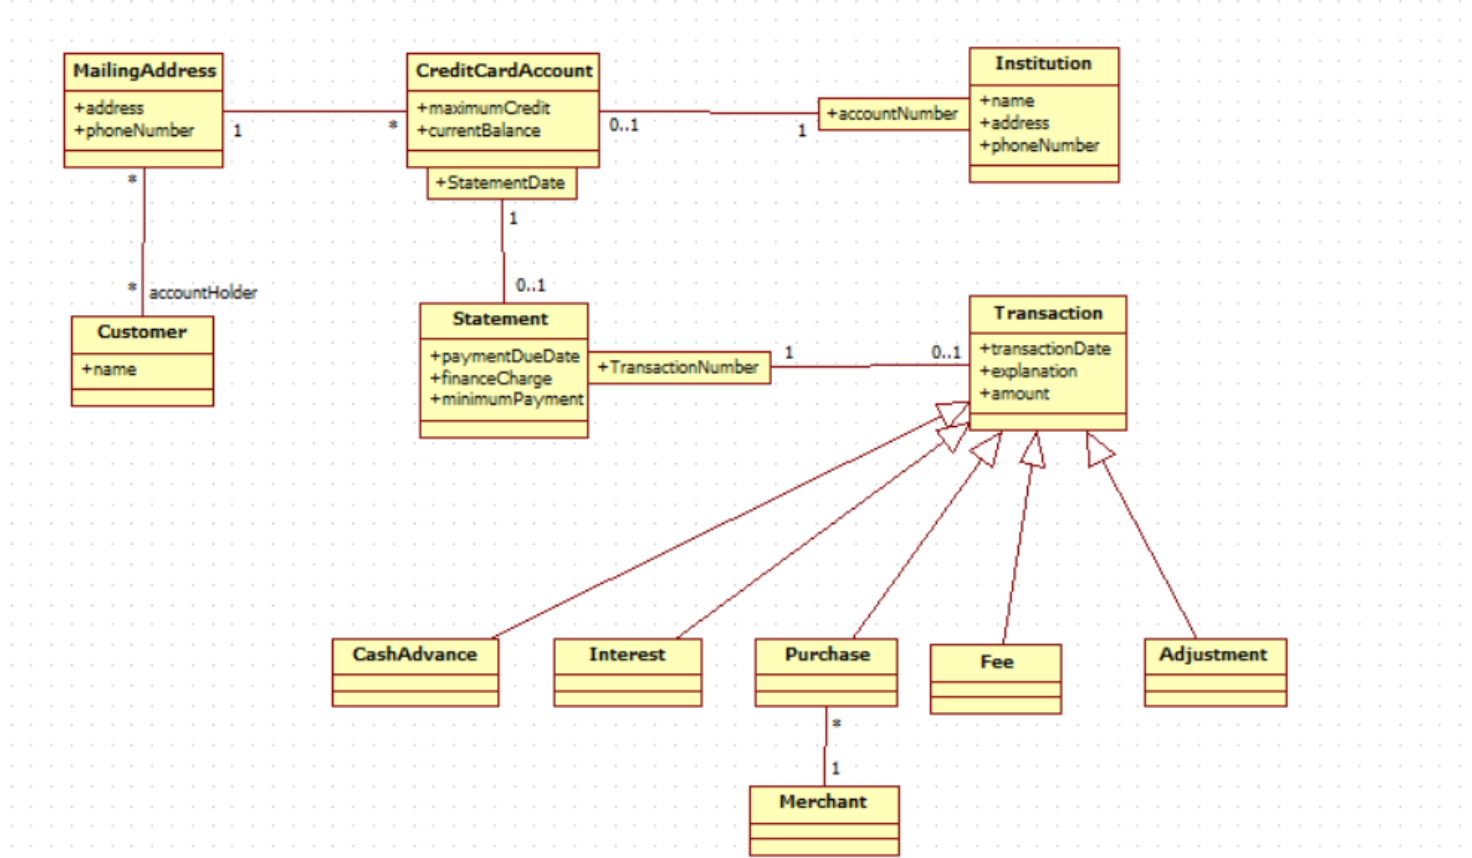 MailingAddress
+address
+phoneNumber
1
*
CreditCardAccount
+maximumCredit
+currentBalance
+StatementDate
0..1
1
+accountNumber
Institution
+name
+address
+phoneNumber
*
* accountHolder
Customer
+name
1
0..1
Statement
+paymentDueDate
+financeCharge
+minimumPayment
+TransactionNumber
1
0..1
Transaction
+transactionDate
+explanation
+amount
CashAdvance
Interest
Purchase
Fee
Adjustment
*
1
Merchant